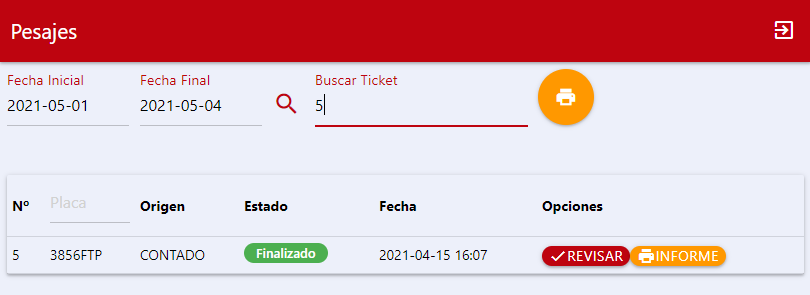 Pesajes
Fecha Inicial Fecha Final Buscar Ticket
2021-05-01 2021-05-04 5
Nº Placa Origen Estado Fecha Opciones
5 3856FTP CONTADO Finalizado 2021-04-15 16:07 REVISAR INFORME